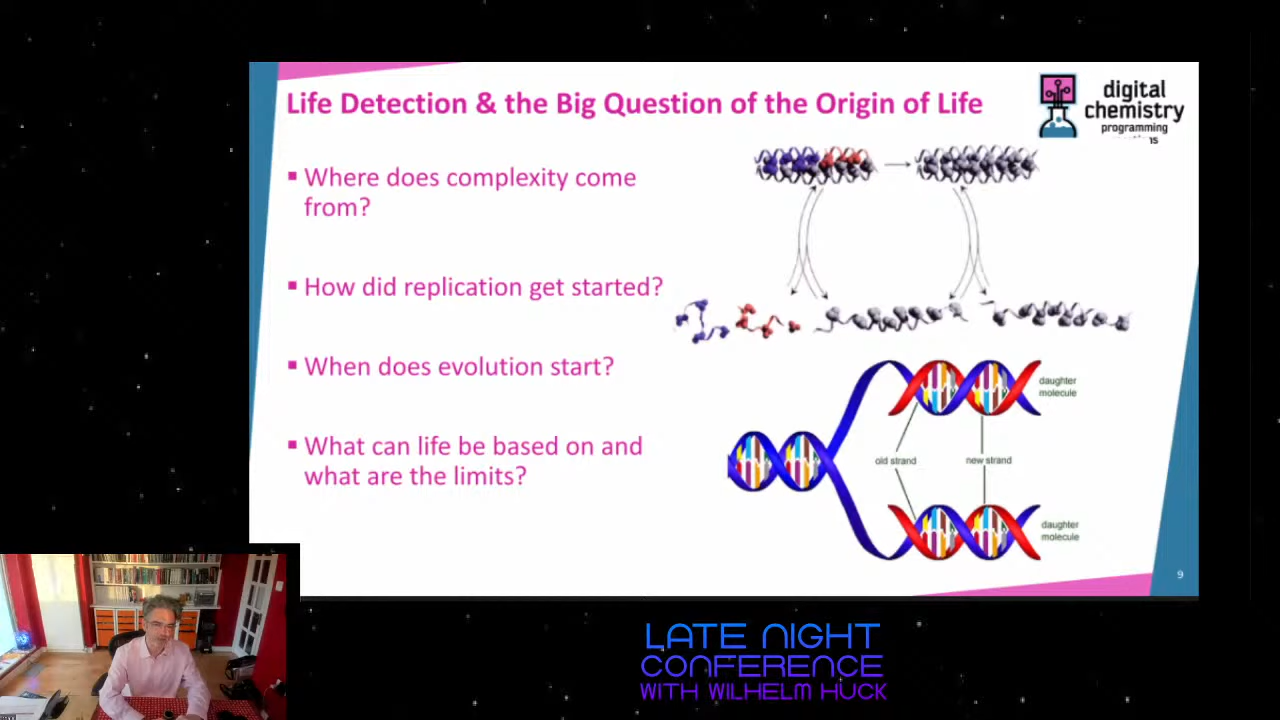 Life Detection & the Big Question of the Origin of Life
digital
chemistry
programming
▪ Where does complexity come
from?
▪ How did replication get started?
▪ When does evolution start?
▪ What can life be based on and
what are the limits?
daughter
molecule
old strand
new strand
daughter
molecule
9
LATE NIGHT
CONFERENCE
WITH WILHELM HUCK